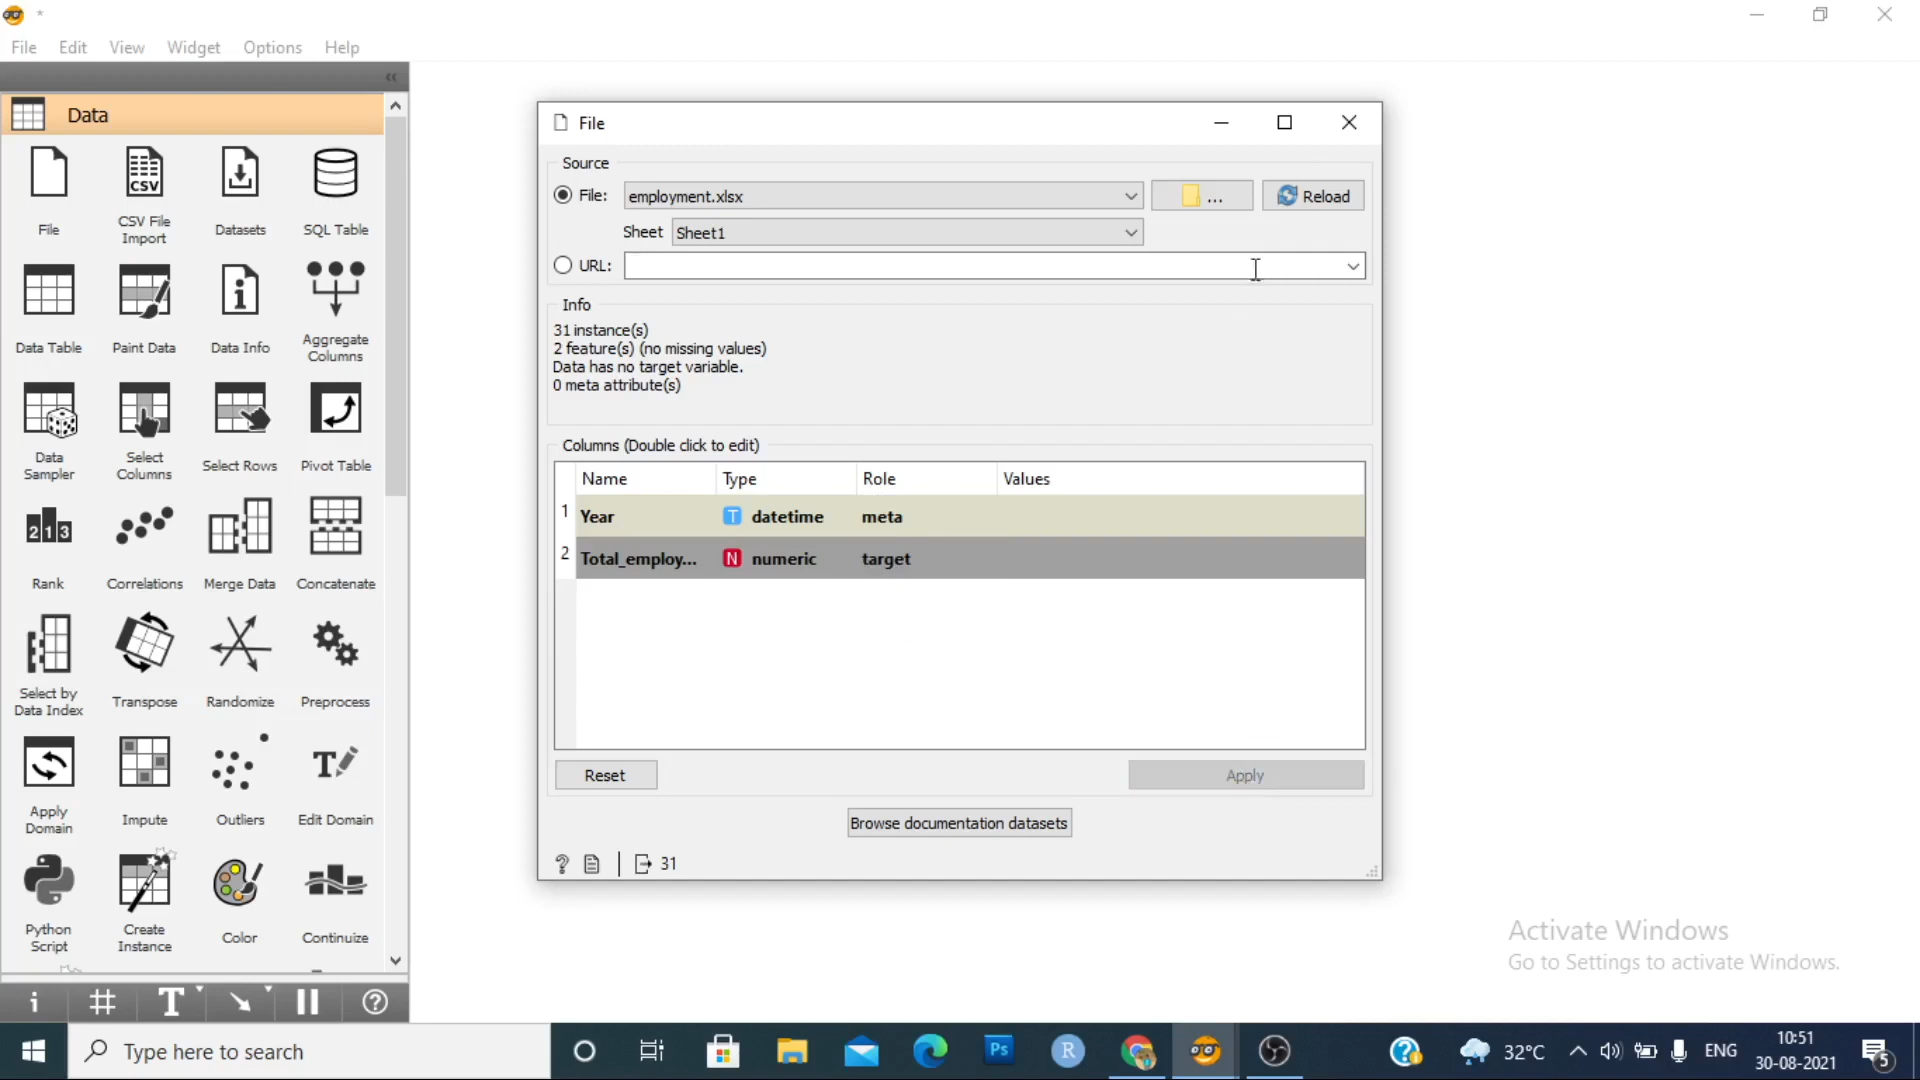 *
File Edit View Widget Options Help
«
Data
File
CSV
CSV File Import
Datasets
SQL Table
Data Table
Paint Data
Data Info
Aggregate Columns
Data Sampler
Select Columns
Select Rows
Pivot Table
2 1 3
Rank
Correlations
Merge Data
Concatenate
Select by Data Index
Transpose
Randomize
Preprocess
Apply Domain
Impute
Outliers
T
Edit Domain
Python Script
Create Instance
Color
Continuize
i # T ?
File
Source
File: employment.xlsx ... Reload
Sheet Sheet1
URL:
Info
31 instance(s)
2 feature(s) (no missing values)
Data has no target variable.
0 meta attribute(s)
Columns (Double click to edit)
Name Type Role Values
1 Year T datetime meta
2 Total_employ... N numeric target
Reset Apply
Browse documentation datasets
? 31
Activate Windows
Go to Settings to activate Windows.
Type here to search
Ps
R
?
32°C
ENG
10:51
30-08-2021
5